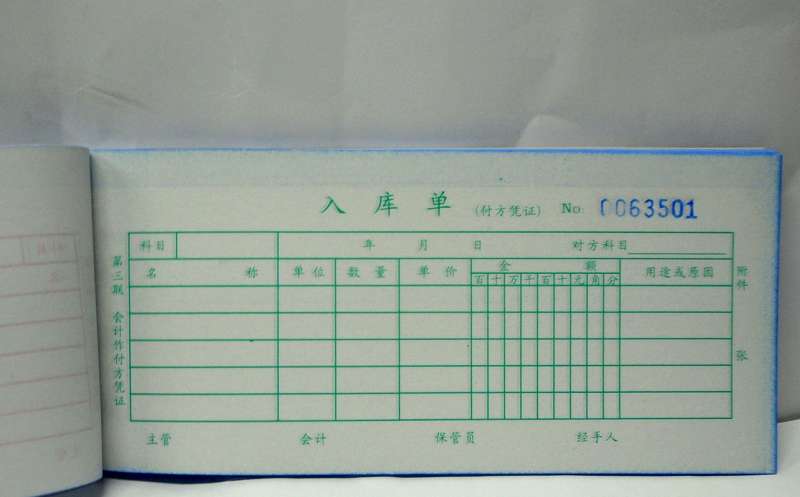 入库单 (付方凭证) No 0063501
科目 年 月 日 对方科目
名称 单位 数量 单价 金额 用途或原因
百十万千百十元角分
第三联 会计作付方凭证
附件 张
主管 会计 保管员 经手人